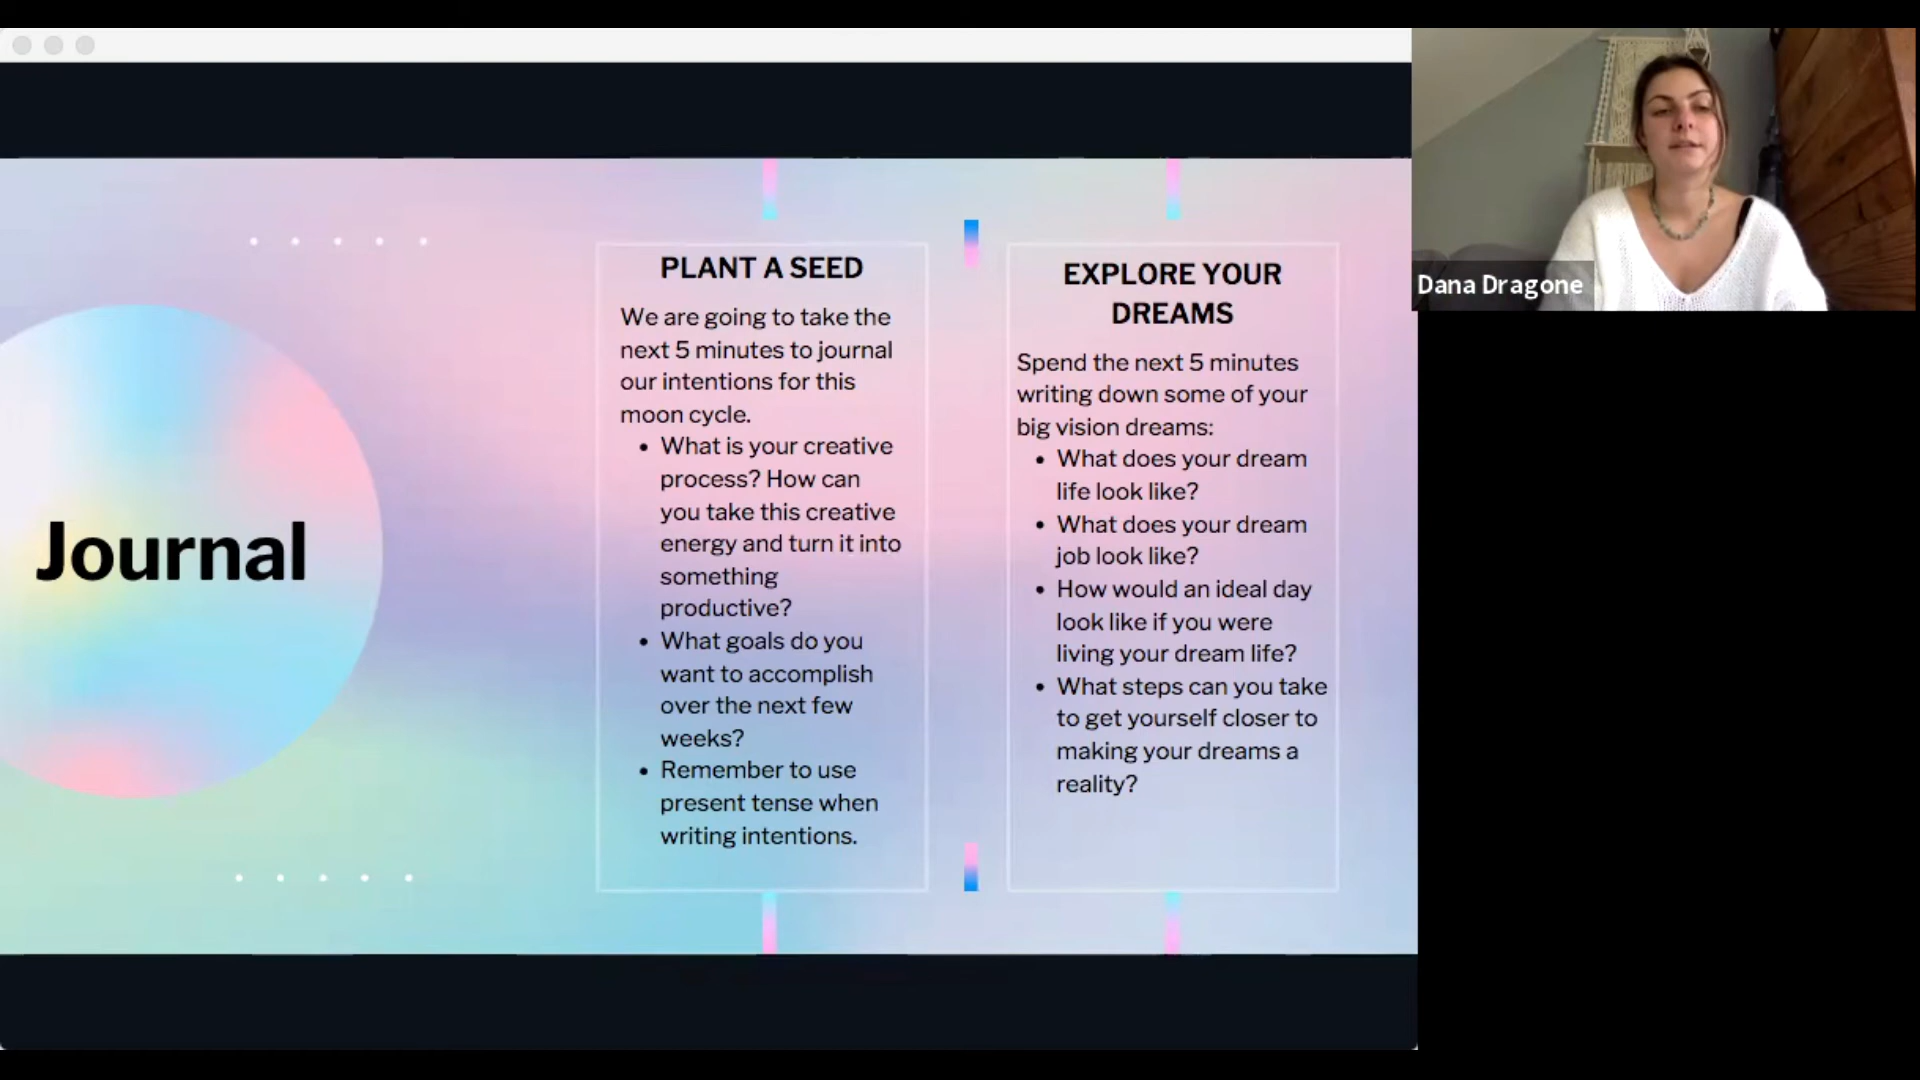 Journal
PLANT A SEED
We are going to take the
next 5 minutes to journal
our intentions for this
moon cycle.
• What is your creative
process? How can
you take this creative
energy and turn it into
something
productive?
• What goals do you
want to accomplish
over the next few
weeks?
• Remember to use
present tense when
writing intentions.
EXPLORE YOUR
DREAMS
Spend the next 5 minutes
writing down some of your
big vision dreams:
• What does your dream
life look like?
• What does your dream
job look like?
• How would an ideal day
look like if you were
living your dream life?
• What steps can you take
to get yourself closer to
making your dreams a
reality?
Dana Dragone